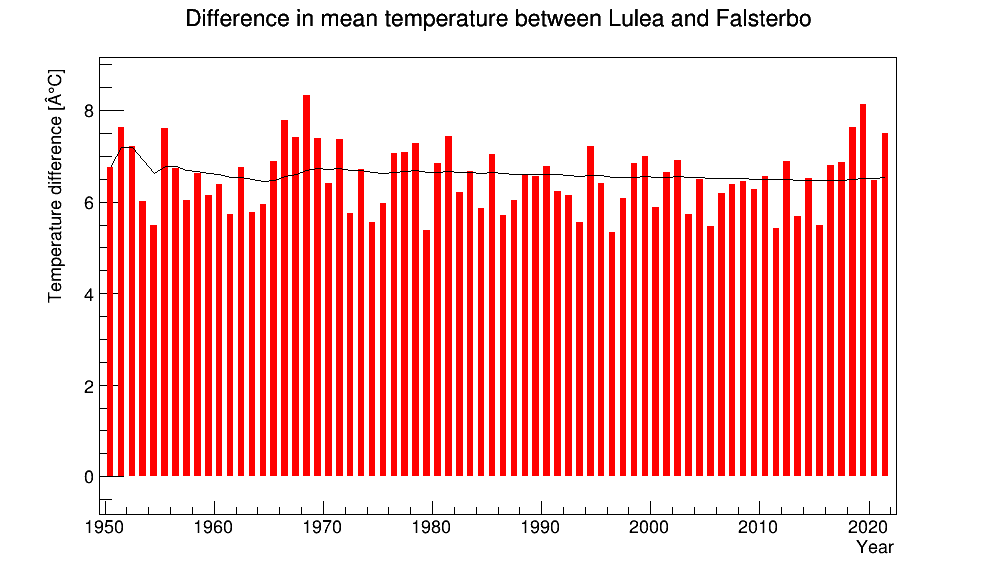 Difference in mean temperature between Lulea and Falsterbo
Temperature difference [Â°C]
8
6
4
2
0
1950 1960 1970 1980 1990 2000 2010 2020
Year